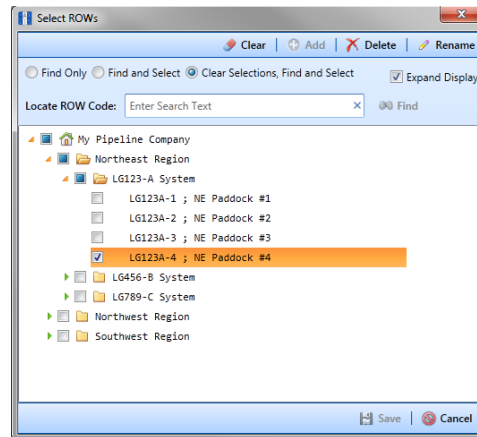 Select ROWs
Clear | Add | Delete | Rename
Find Only Find and Select Clear Selections, Find and Select Expand Display
Locate ROW Code: Enter Search Text Find
My Pipeline Company
Northeast Region
LG123-A System
LG123A-1 ; NE Paddock #1
LG123A-2 ; NE Paddock #2
LG123A-3 ; NE Paddock #3
LG123A-4 ; NE Paddock #4
LG456-B System
LG789-C System
Northwest Region
Southwest Region
Save | Cancel